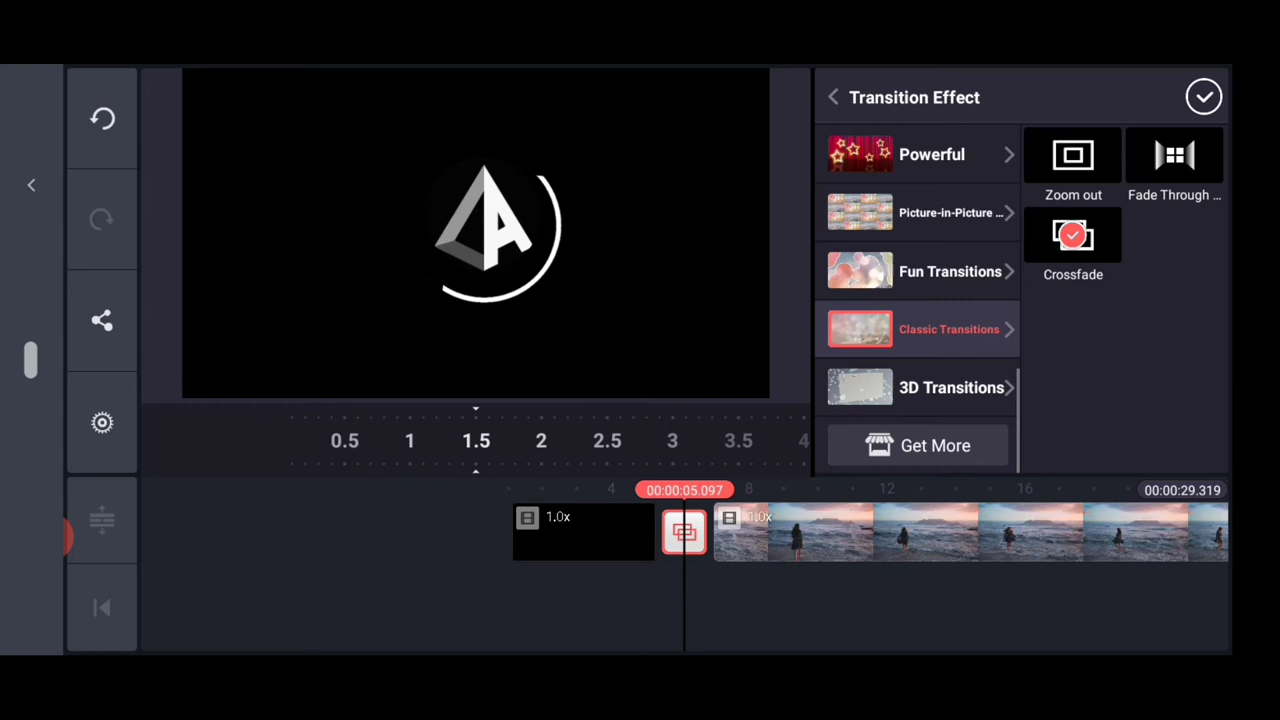 Transition Effect
Powerful
Picture-in-Picture ...
Fun Transitions
Classic Transitions
3D Transitions
Get More
Zoom out
Fade Through ...
Crossfade
A
0.5 1 1.5 2 2.5 3 3.5 4
4 00:00:05.097 8 12 16 00:00:29.319
1.0x
1.0x